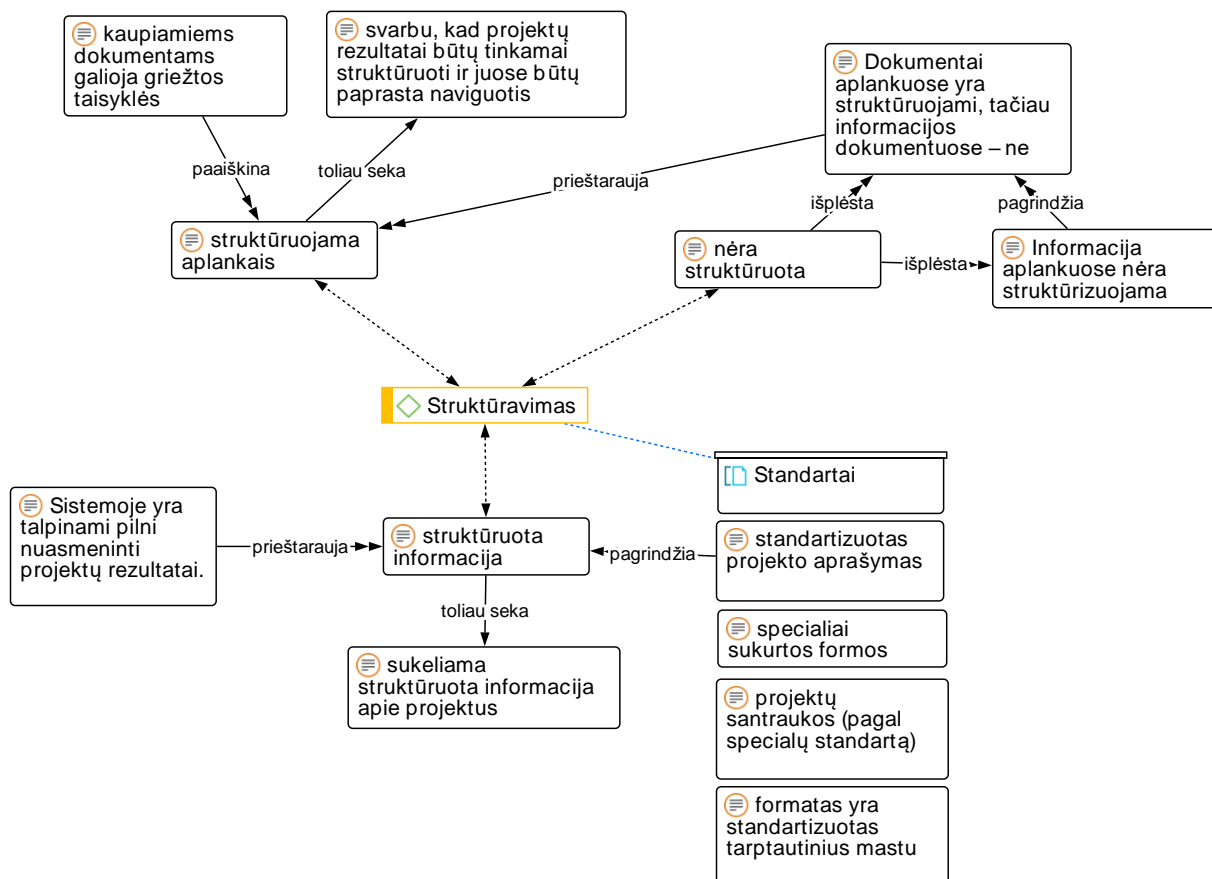 kaupiamiems
dokumentams
galioja griežtos
taisyklės
svarbu, kad projektų
rezultatai būtų tinkamai
struktūruoti ir juose būtų
paprasta naviguotis
Dokumentai
aplankuose yra
struktūruojami, tačiau
informacijos
dokumentuose – ne
paaiškina
toliau seka
prieštarauja
išplėsta
pagrindžia
struktūruojama
aplankais
nėra
struktūruota
išplėsta
Informacija
aplankuose nėra
struktūrizuojama
Struktūravimas
Standartai
Sistemoje yra
talpinami pilni
nuasmeninti
projektų rezultatai.
prieštarauja
struktūruota
informacija
pagrindžia
standartizuotas
projekto aprašymas
toliau seka
specialiai
sukurtos formos
sukeliama
struktūruota informacija
apie projektus
projektų
santraukos (pagal
specialų standartą)
formatas yra
standartizuotas
tarptautinius mastu